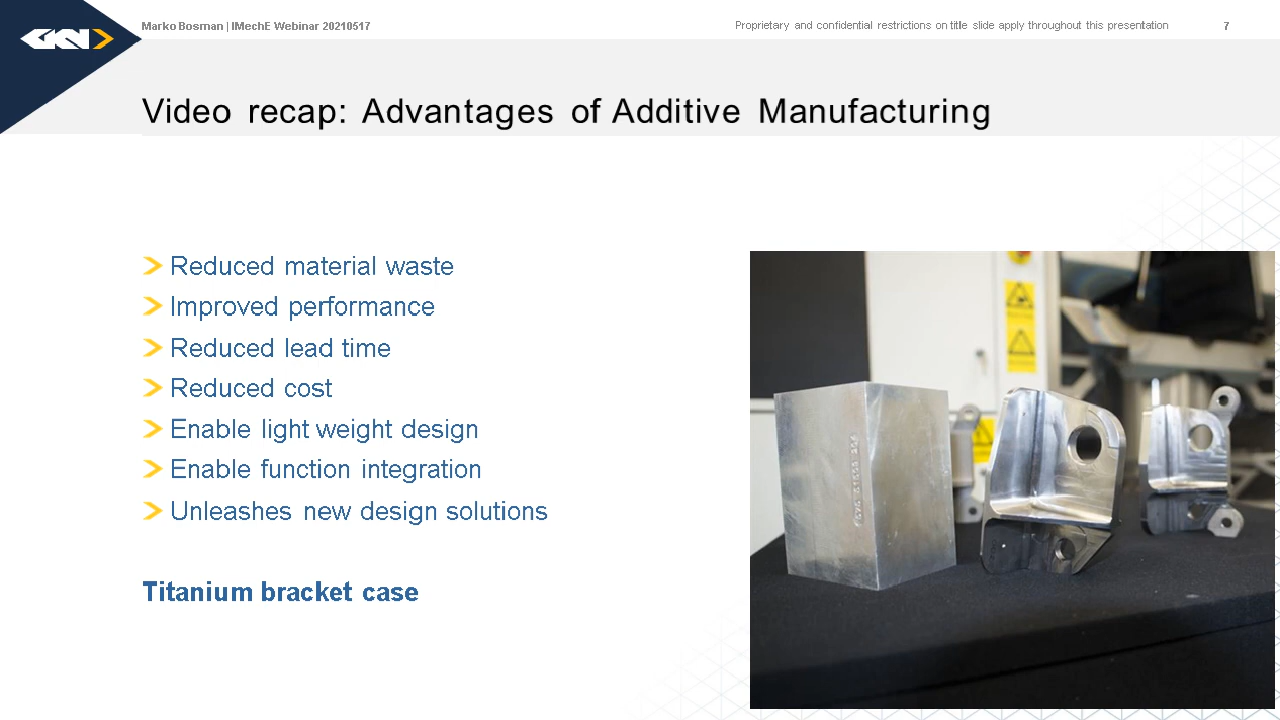 GKN
Marko Bosman | IMechE Webinar 20210517
Proprietary and confidential restrictions on title slide apply throughout this presentation
7
Video recap: Advantages of Additive Manufacturing
Reduced material waste
Improved performance
Reduced lead time
Reduced cost
Enable light weight design
Enable function integration
Unleashes new design solutions
Titanium bracket case